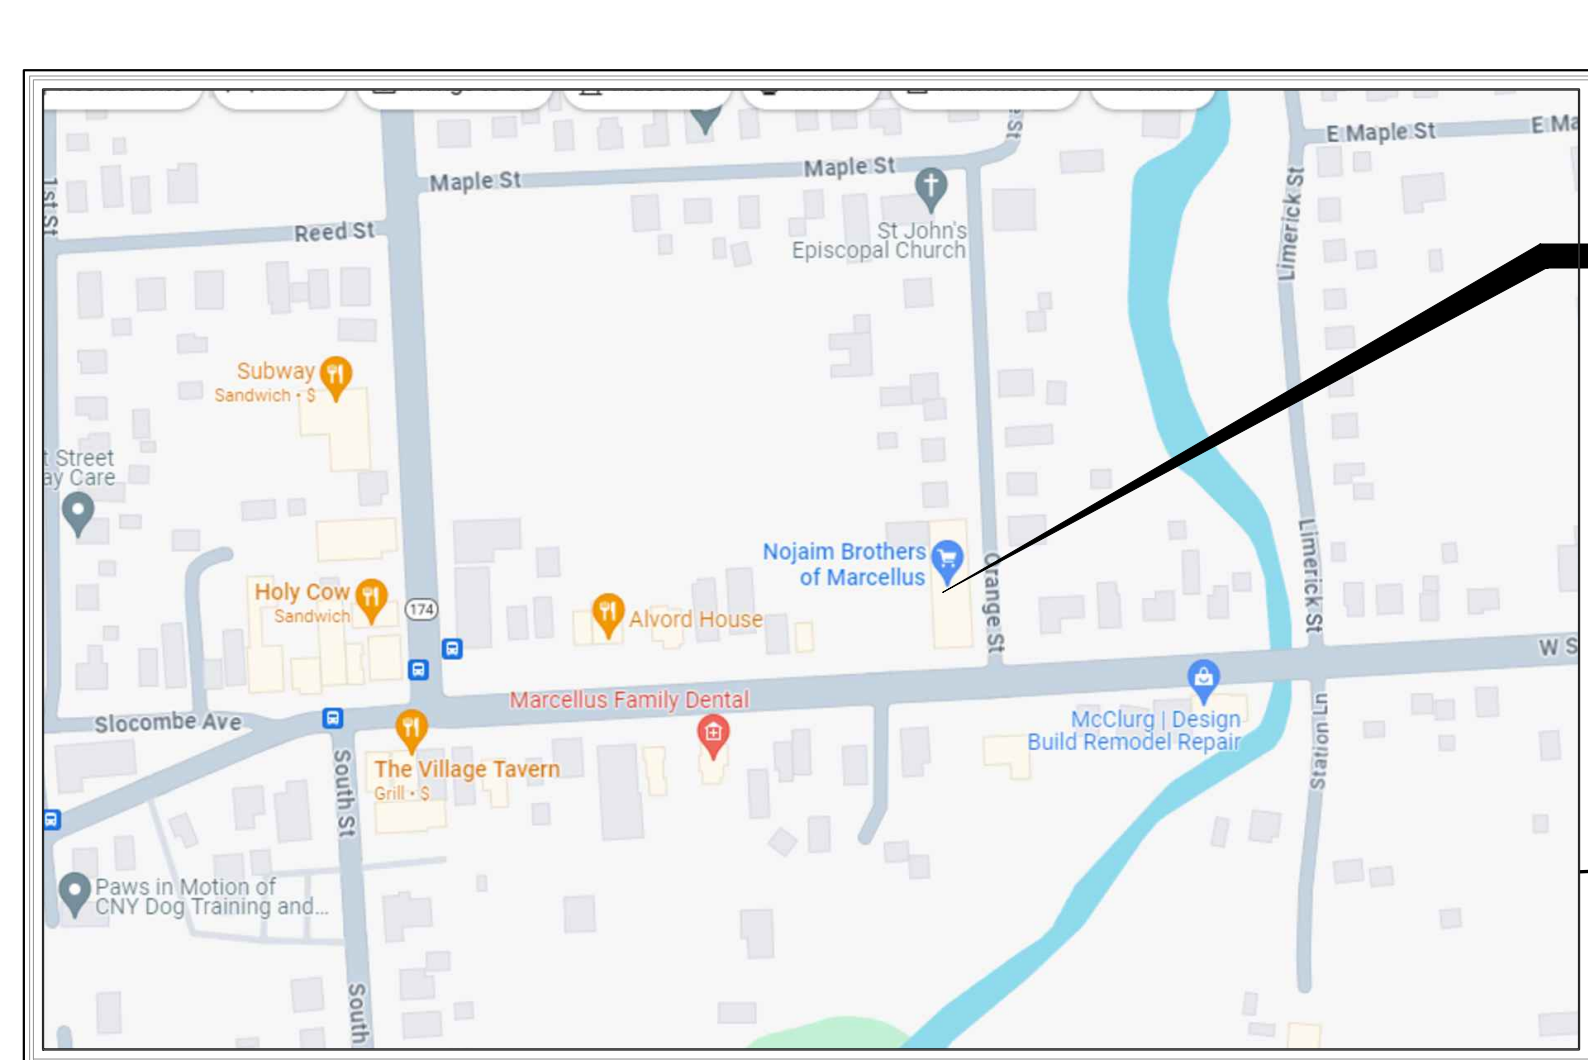 E Maple St
E Ma
Maple St
Maple St
1st St
Limerick St
Reed St
St John's
Episcopal Church
Subway
Sandwich • $
t Street
ay Care
Limerick St
Nojaim Brothers
of Marcellus
Orange St
Holy Cow
Sandwich
174
Alvord House
W S
Marcellus Family Dental
Slocombe Ave
McClurg | Design
Build Remodel Repair
Station Ln
South St
The Village Tavern
Grill • $
Paws in Motion of
CNY Dog Training and...
South